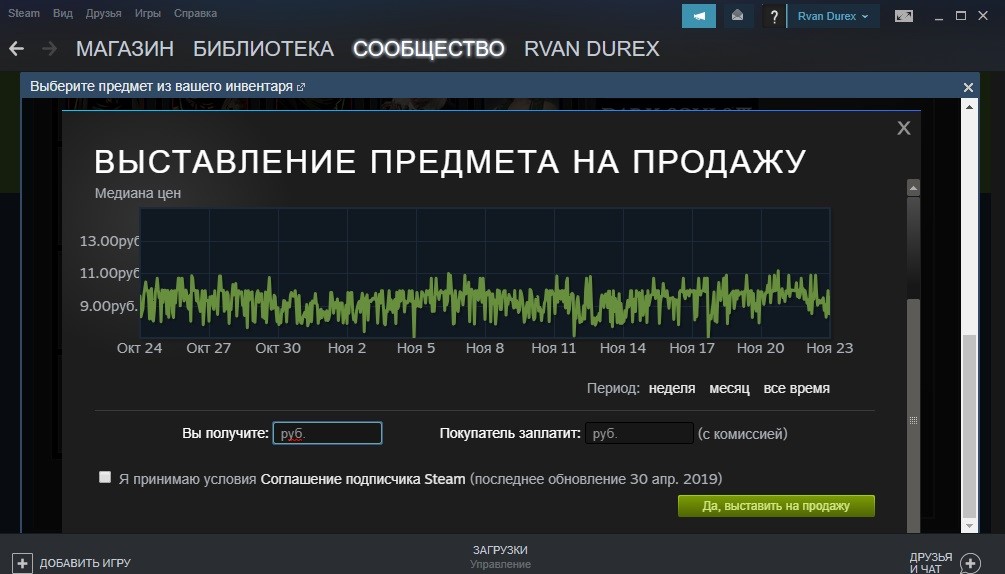 Steam Вид Друзья Игры Справка
? Rvan Durex
МАГАЗИН БИБЛИОТЕКА СООБЩЕСТВО RVAN DUREX
Выберите предмет из вашего инвентаря
X
ВЫСТАВЛЕНИЕ ПРЕДМЕТА НА ПРОДАЖУ
Медиана цен
13.00руб
11.00руб
9.00руб.
Окт 24 Окт 27 Окт 30 Ноя 2 Ноя 5 Ноя 8 Ноя 11 Ноя 14 Ноя 17 Ноя 20 Ноя 23
Период: неделя месяц все время
Вы получите: руб. Покупатель заплатит: руб. (с комиссией)
Я принимаю условия Соглашение подписчика Steam (последнее обновление 30 апр. 2019)
Да, выставить на продажу
ДОБАВИТЬ ИГРУ
ЗАГРУЗКИ
Управление
ДРУЗЬЯ
И ЧАТ